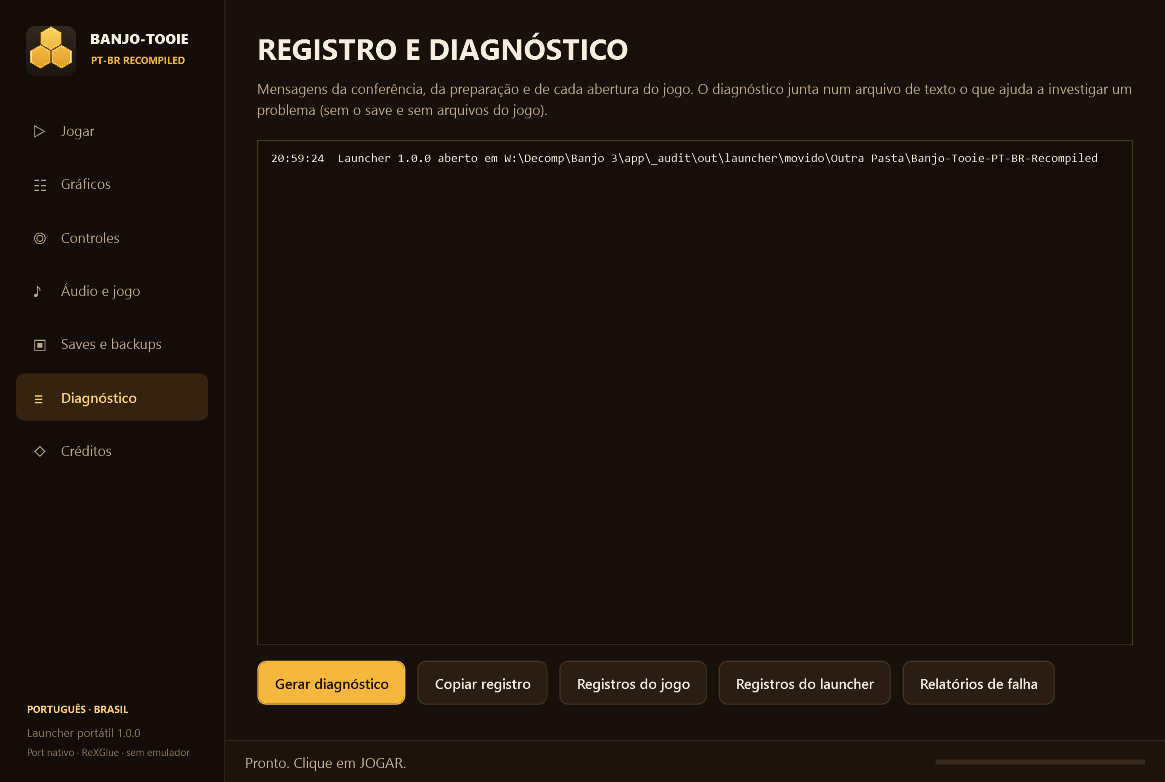 BANJO-TOOIE
PT-BR RECOMPILED
Jogar
Gráficos
Controles
Áudio e jogo
Saves e backups
Diagnóstico
Créditos
PORTUGUÊS · BRASIL
Launcher portátil 1.0.0
Port nativo · ReXGlue · sem emulador
REGISTRO E DIAGNÓSTICO
Mensagens da conferência, da preparação e de cada abertura do jogo. O diagnóstico junta num arquivo de texto o que ajuda a investigar um
problema (sem o save e sem arquivos do jogo).
20:59:24  Launcher 1.0.0 aberto em W:\Decomp\Banjo 3\app\_audit\out\launcher\movido\Outra Pasta\Banjo-Tooie-PT-BR-Recompiled
Gerar diagnóstico
Copiar registro
Registros do jogo
Registros do launcher
Relatórios de falha
Pronto. Clique em JOGAR.